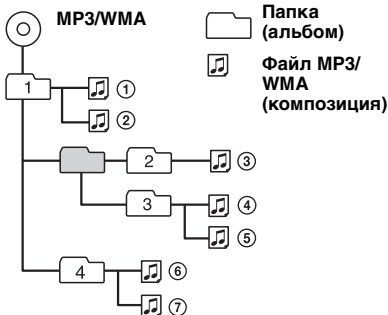 MP3/WMA
Папка
(альбом)
Файл MP3/
WMA
(композиция)
1
①
②
2
③
3
④
⑤
4
⑥
⑦